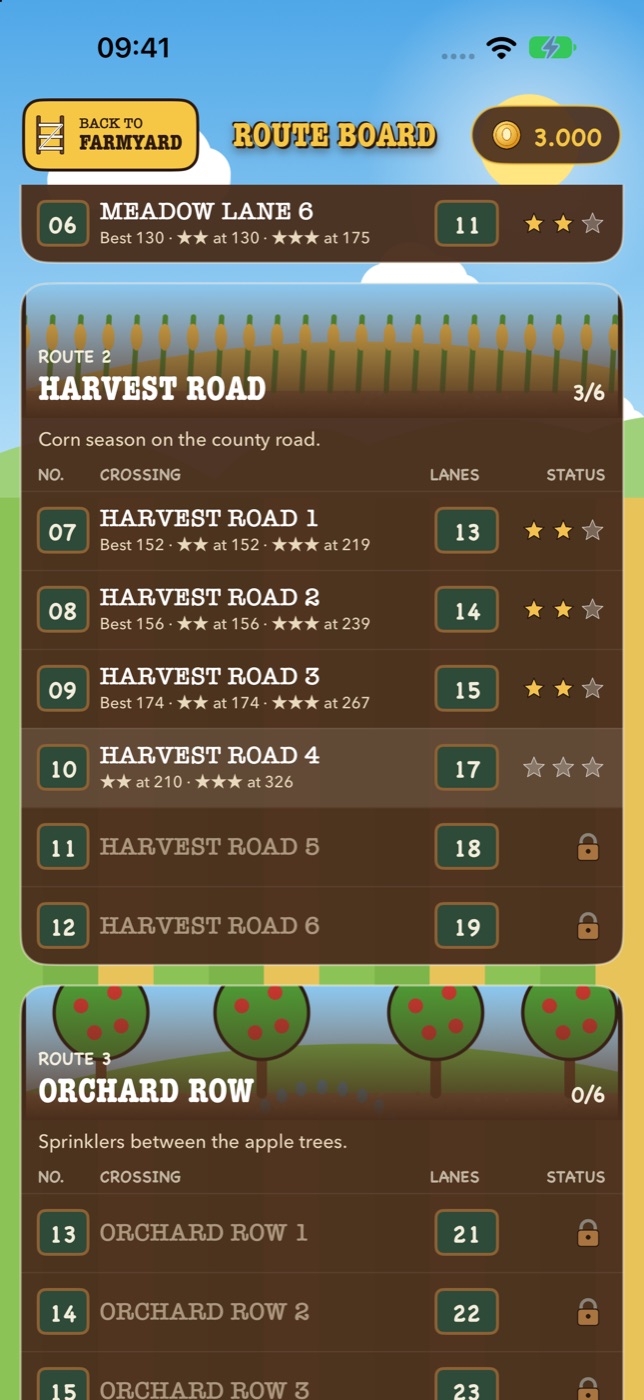 09:41
BACK TO
FARMYARD
ROUTE BOARD
3.000
06 MEADOW LANE 6 11
Best 130 · ★★ at 130 · ★★★ at 175
ROUTE 2
HARVEST ROAD 3/6
Corn season on the county road.
NO. CROSSING LANES STATUS
07 HARVEST ROAD 1 13
Best 152 · ★★ at 152 · ★★★ at 219
08 HARVEST ROAD 2 14
Best 156 · ★★ at 156 · ★★★ at 239
09 HARVEST ROAD 3 15
Best 174 · ★★ at 174 · ★★★ at 267
10 HARVEST ROAD 4 17
★★ at 210 · ★★★ at 326
11 HARVEST ROAD 5 18
12 HARVEST ROAD 6 19
ROUTE 3
ORCHARD ROW 0/6
Sprinklers between the apple trees.
NO. CROSSING LANES STATUS
13 ORCHARD ROW 1 21
14 ORCHARD ROW 2 22
15 ORCHARD ROW 3 23